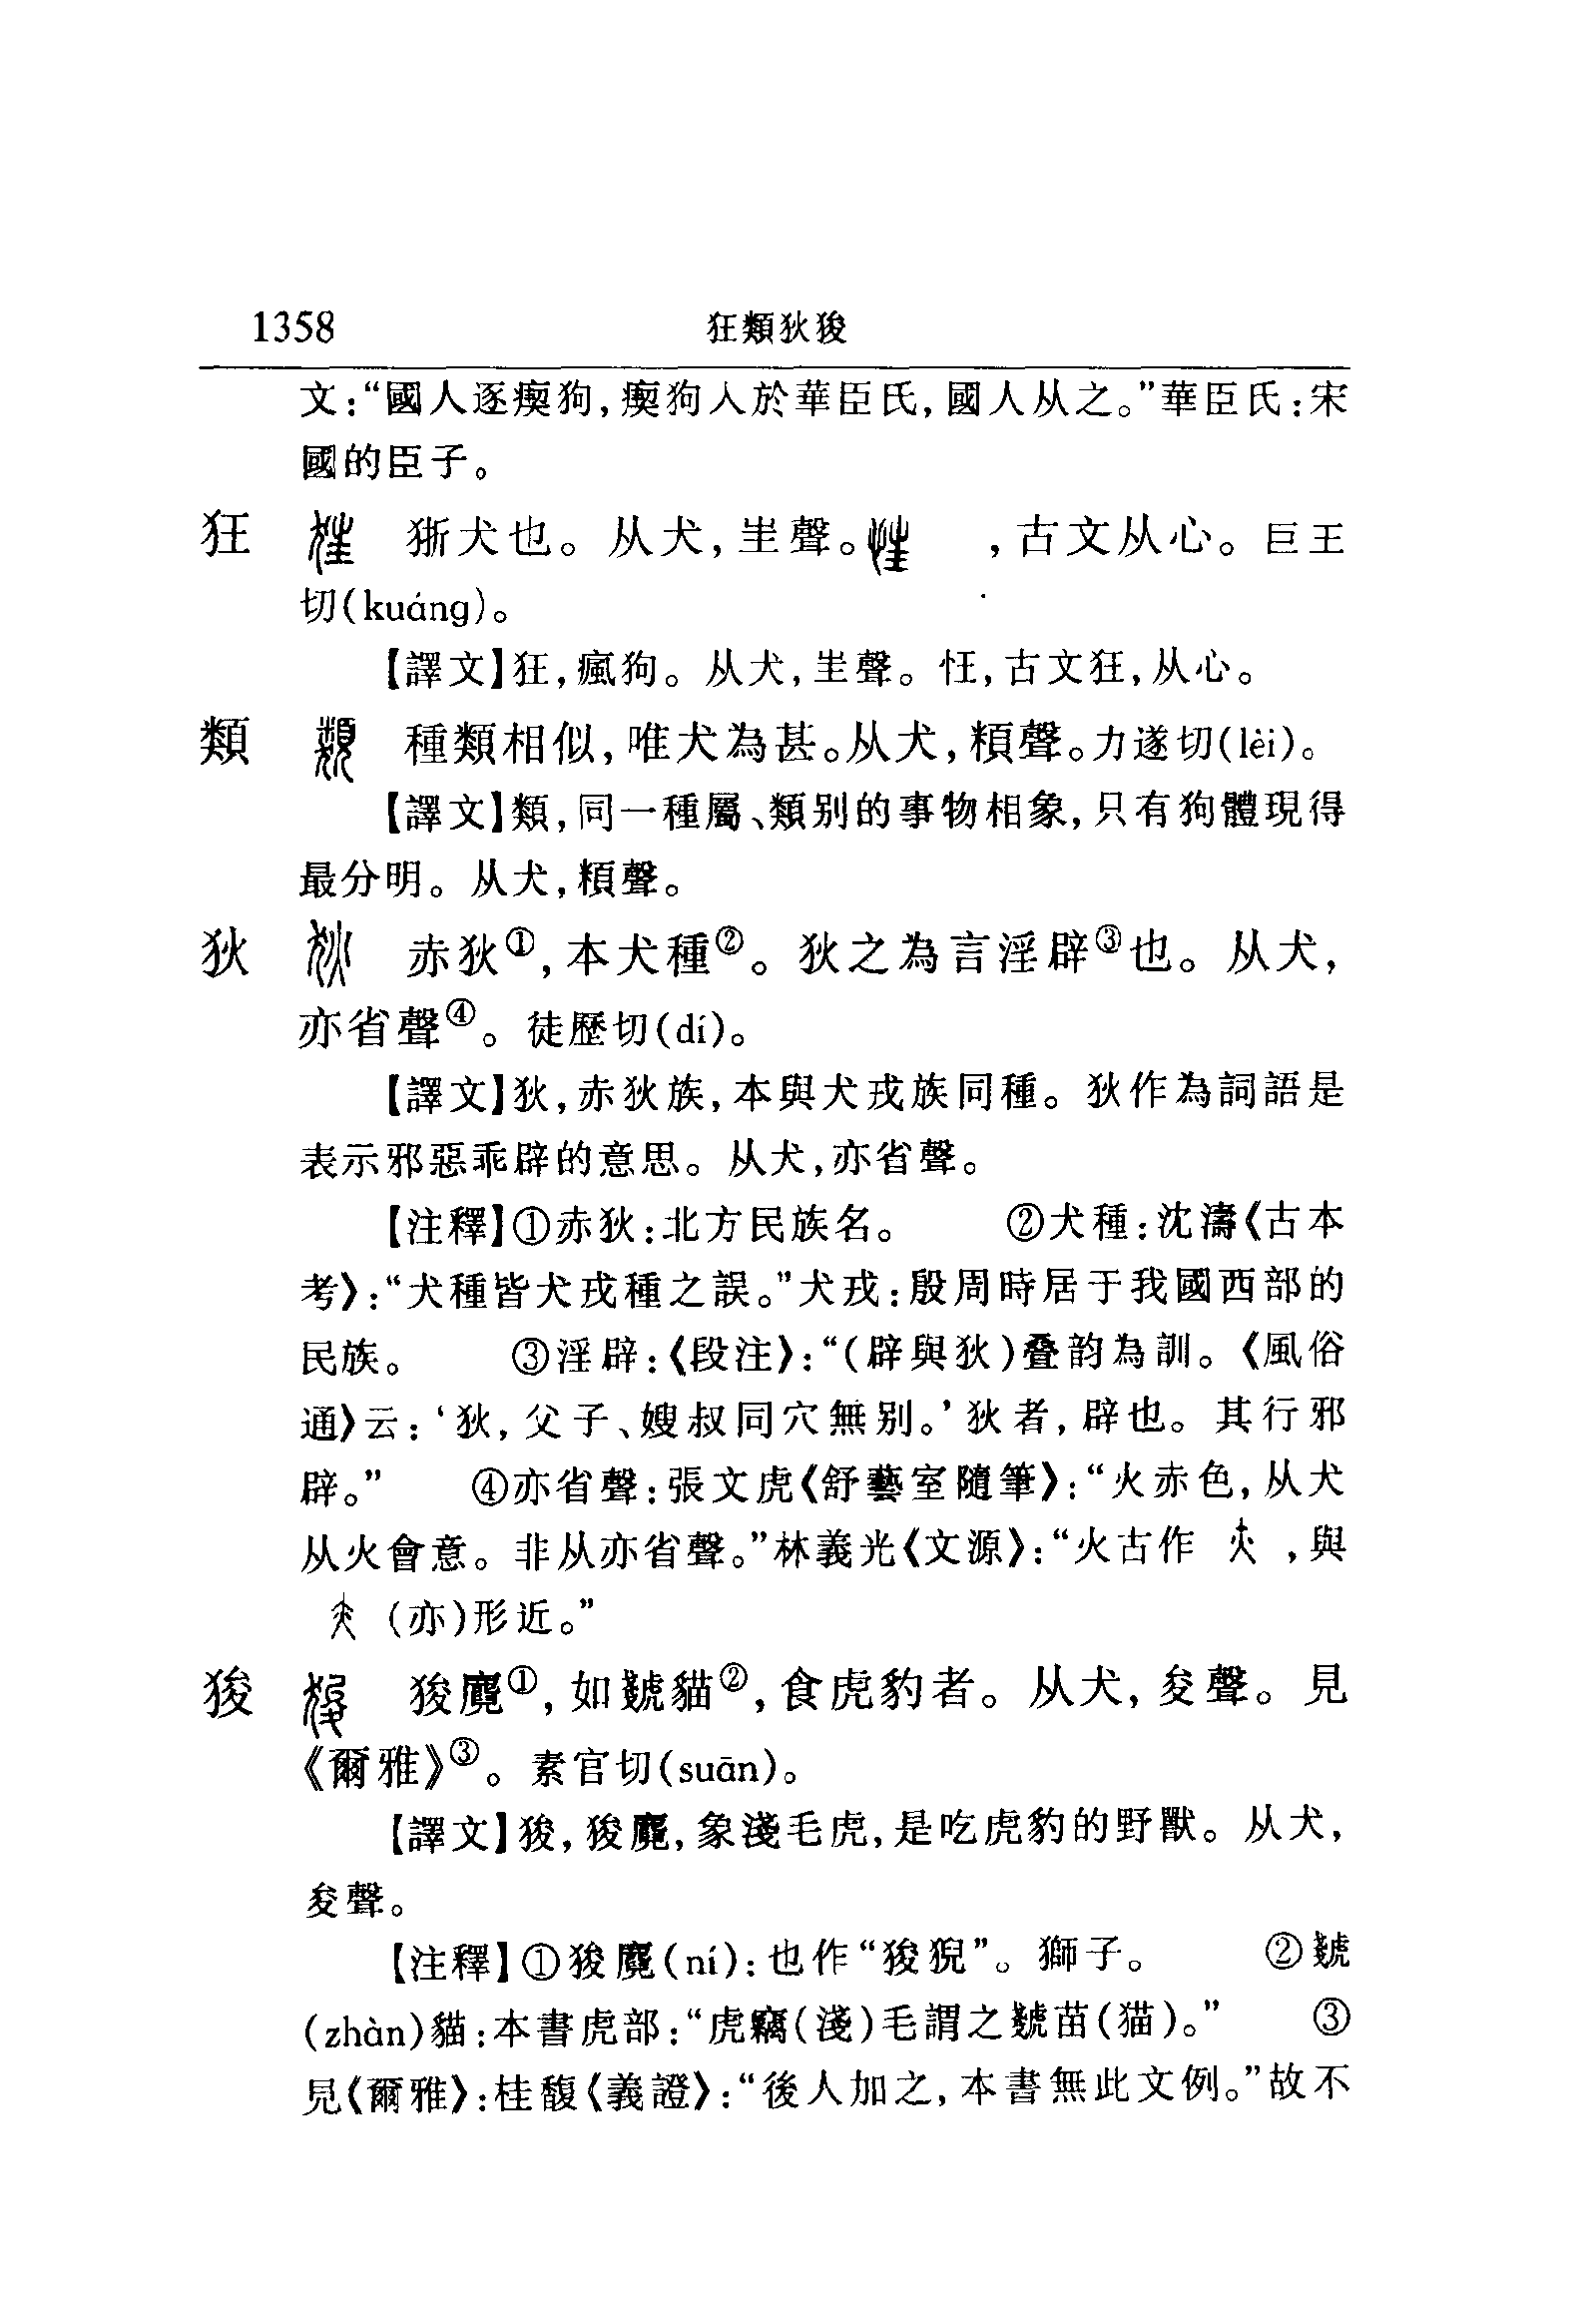 1358 狂類狄狻
文：“國人逐瘈狗，瘈狗入於華臣氏，國人从之。”華臣氏：宋
國的臣子。
狂 狾犬也。从犬，㞷聲。，古文从心。巨王
切(kuáng)。
【譯文】狂，瘋狗。从犬，㞷聲。忹，古文狂，从心。
類 種類相似，唯犬為甚。从犬，頪聲。力遂切(lèi)。
【譯文】類，同一種屬、類别的事物相象，只有狗體現得
最分明。从犬，頪聲。
狄 赤狄①，本犬種②。狄之為言淫辟③也。从犬，
亦省聲④。徒歷切(dí)。
【譯文】狄，赤狄族，本與犬戎族同種。狄作為詞語是
表示邪惡乖辟的意思。从犬，亦省聲。
【注釋】①赤狄：北方民族名。 ②犬種：沈濤《古本
考》：“犬種皆犬戎種之誤。”犬戎：殷周時居于我國西部的
民族。 ③淫辟：《段注》：“(辟與狄)叠韵為訓。《風俗
通》云：‘狄，父子、嫂叔同穴無别。’狄者，辟也。其行邪
辟。” ④亦省聲：張文虎《舒藝室隨筆》：“火赤色，从犬
从火會意。非从亦省聲。”林義光《文源》：“火古作 ，與
(亦)形近。”
狻 狻麑①，如虦貓②，食虎豹者。从犬，夋聲。見
《爾雅》③。素官切(suān)。
【譯文】狻，狻麑，象淺毛虎，是吃虎豹的野獸。从犬，
夋聲。
【注釋】①狻麑(ní)：也作“狻猊”。獅子。 ②虦
(zhàn)貓：本書虎部：“虎竊(淺)毛謂之虦苗(猫)。” ③
見《爾雅》：桂馥《義證》：“後人加之，本書無此文例。”故不